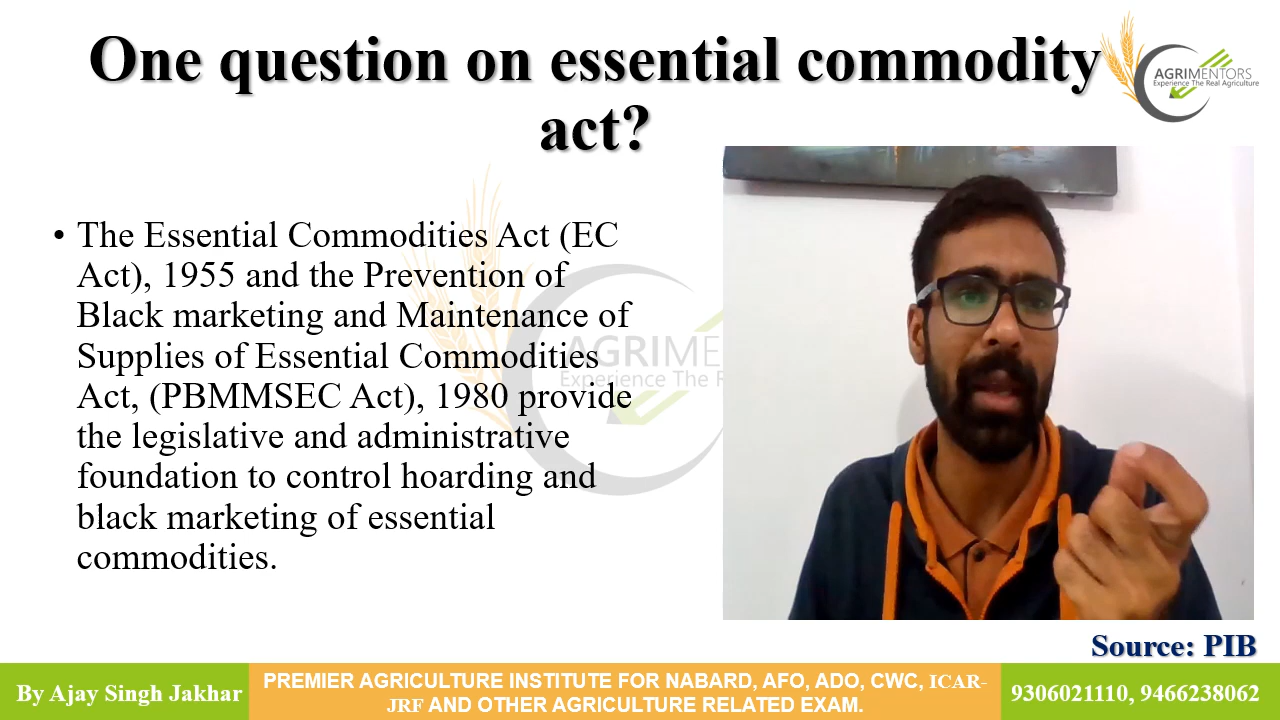 One question on essential commodity
act?
AGRIMENTORS
Experience The Real Agriculture
• The Essential Commodities Act (EC
Act), 1955 and the Prevention of
Black marketing and Maintenance of
Supplies of Essential Commodities
Act, (PBMMSEC Act), 1980 provide
the legislative and administrative
foundation to control hoarding and
black marketing of essential
commodities.
AGRIMEN
Experience The R
Source: PIB
By Ajay Singh Jakhar
PREMIER AGRICULTURE INSTITUTE FOR NABARD, AFO, ADO, CWC, ICAR-
JRF AND OTHER AGRICULTURE RELATED EXAM.
9306021110, 9466238062